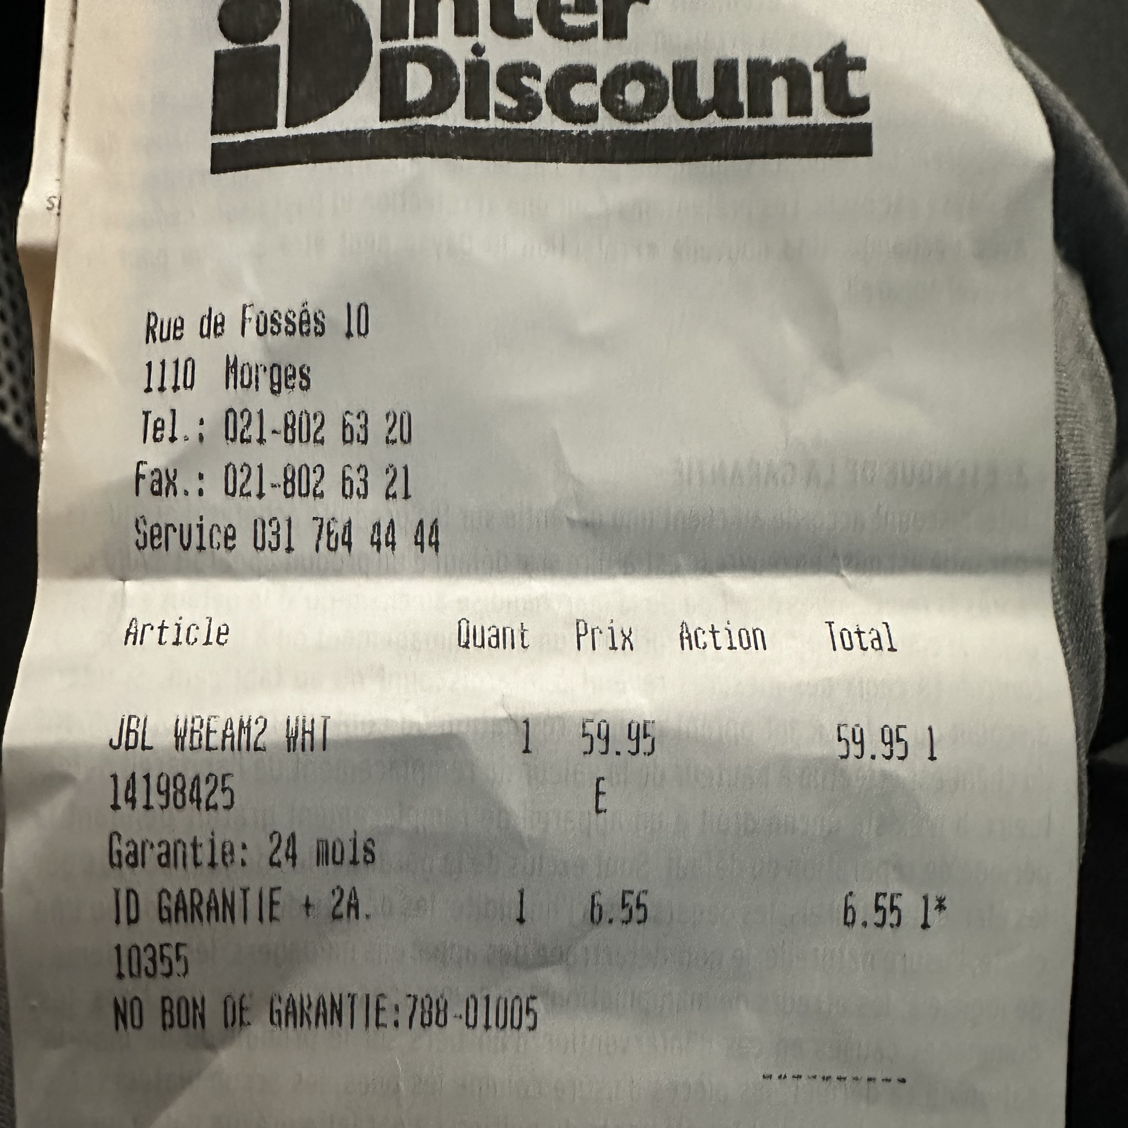 iD Inter
Discount
Rue de Fossés 10
1110 Morges
Tel.: 021-802 63 20
Fax.: 021-802 63 21
Service 031 764 44 44
Article Quant Prix Action Total
JBL WBEAM2 WHT 1 59.95 59.95 1
14198425 E
Garantie: 24 mois
ID GARANTIE + 2A. 1 6.55 6.55 1*
10355
NO BON DE GARANTIE:788-01005